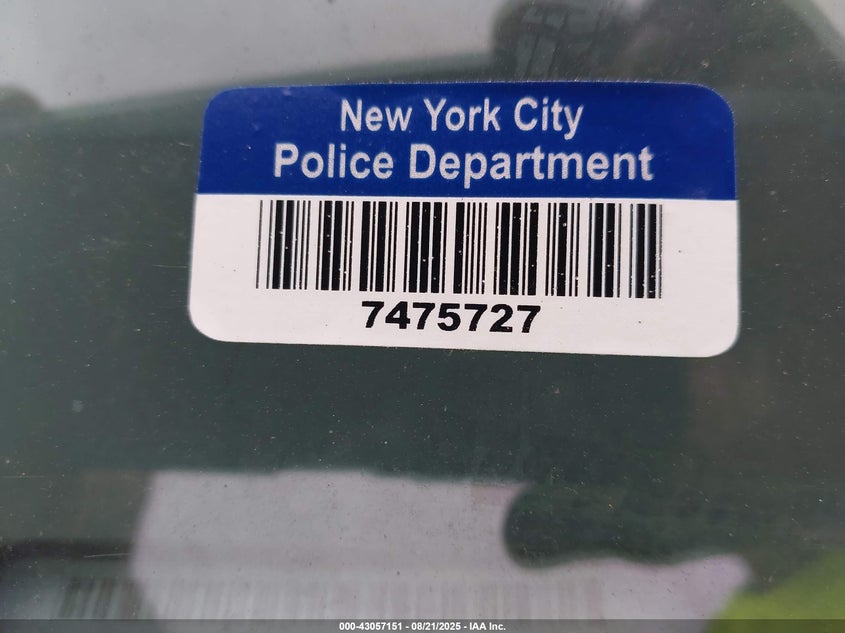 New York City
Police Department
7475727
000-43057151 - 08/21/2025 - IAA Inc.